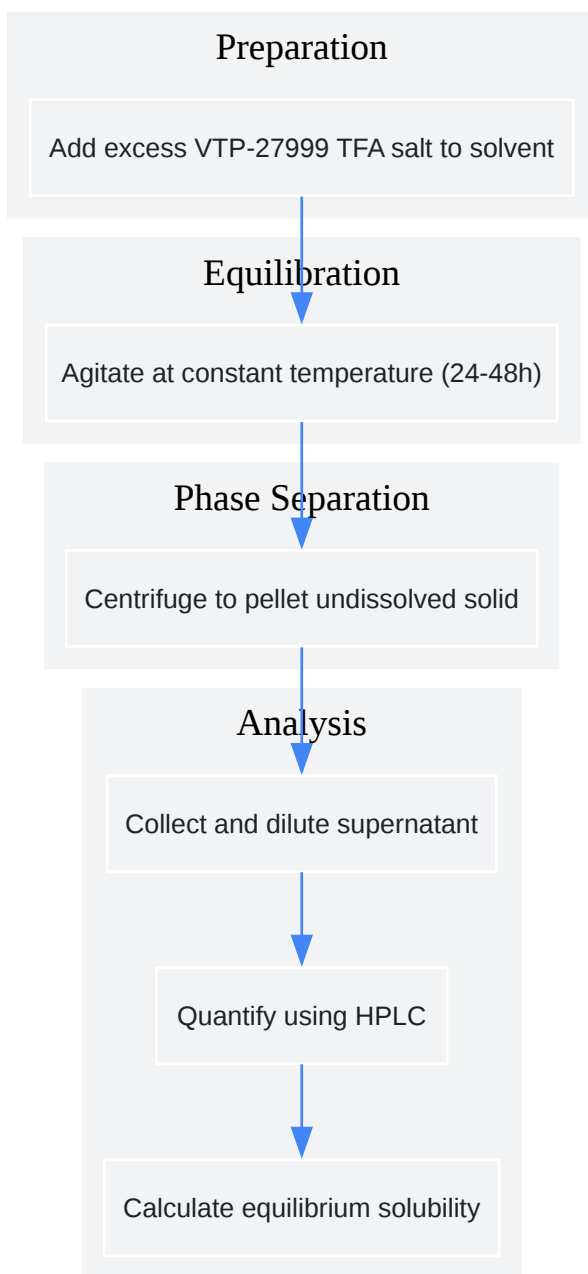 Preparation
Add excess VTP-27999 TFA salt to solvent
Equilibration
Agitate at constant temperature (24-48h)
Phase Separation
Centrifuge to pellet undissolved solid
Analysis
Collect and dilute supernatant
Quantify using HPLC
Calculate equilibrium solubility